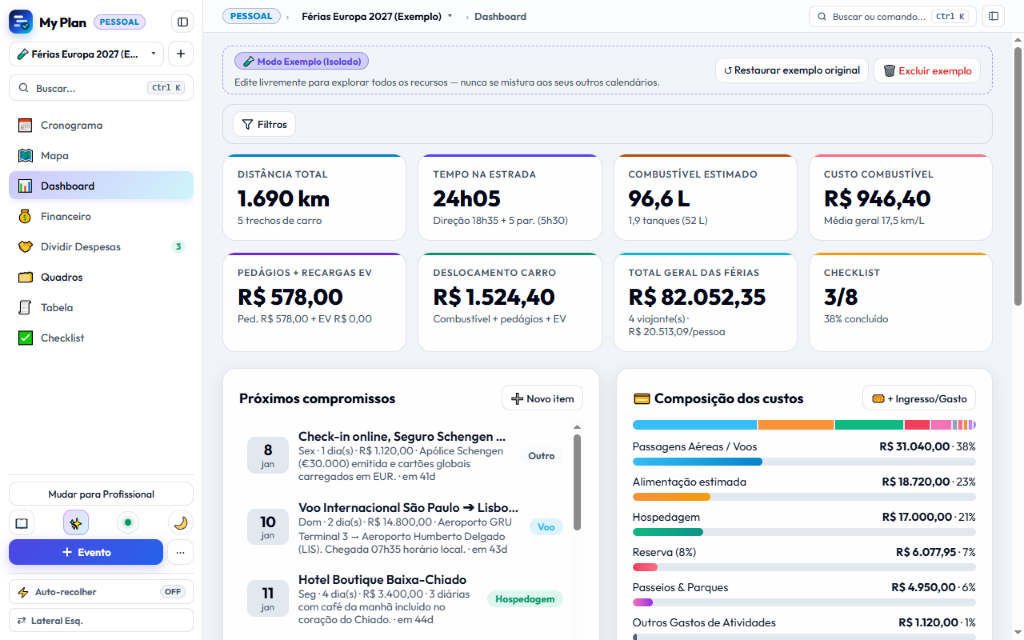 My Plan PESSOAL
Férias Europa 2027 (E...
+
Buscar... Ctrl K
Cronograma
Mapa
Dashboard
Financeiro
Dividir Despesas 3
Quadros
Tabela
Checklist
Mudar para Profissional
+ Evento ...
Auto-recolher OFF
⇄ Lateral Esq.
PESSOAL › Férias Europa 2027 (Exemplo) › Dashboard
Buscar ou comando... Ctrl K
Modo Exemplo (Isolado)
Edite livremente para explorar todos os recursos — nunca se mistura aos seus outros calendários.
↺ Restaurar exemplo original
Excluir exemplo
Filtros
DISTÂNCIA TOTAL
1.690 km
5 trechos de carro
TEMPO NA ESTRADA
24h05
Direção 18h35 + 5 par. (5h30)
COMBUSTÍVEL ESTIMADO
96,6 L
1,9 tanques (52 L)
CUSTO COMBUSTÍVEL
R$ 946,40
Média geral 17,5 km/L
PEDÁGIOS + RECARGAS EV
R$ 578,00
Ped. R$ 578,00 + EV R$ 0,00
DESLOCAMENTO CARRO
R$ 1.524,40
Combustível + pedágios + EV
TOTAL GERAL DAS FÉRIAS
R$ 82.052,35
4 viajante(s) ·
R$ 20.513,09/pessoa
CHECKLIST
3/8
38% concluído
Próximos compromissos
+ Novo item
8
jan
Check-in online, Seguro Schengen ...
Sex · 1 dia(s) · R$ 1.120,00 · Apólice Schengen
(€30.000) emitida e cartões globais
carregados em EUR. · em 41d
Outro
10
jan
Voo Internacional São Paulo ➔ Lisbo...
Dom · 2 dia(s) · R$ 14.800,00 · Aeroporto GRU
Terminal 3 → Aeroporto Humberto Delgado
(LIS). Chegada 07h35 horário local. · em 43d
Voo
11
jan
Hotel Boutique Baixa-Chiado
Seg · 4 dia(s) · R$ 3.400,00 · 3 diárias
com café da manhã incluído no
coração do Chiado. · em 44d
Hospedagem
Composição dos custos
+ Ingresso/Gasto
Passagens Aéreas / Voos R$ 31.040,00 · 38%
Alimentação estimada R$ 18.720,00 · 23%
Hospedagem R$ 17.000,00 · 21%
Reserva (8%) R$ 6.077,95 · 7%
Passeios & Parques R$ 4.950,00 · 6%
Outros Gastos de Atividades R$ 1.120,00 · 1%